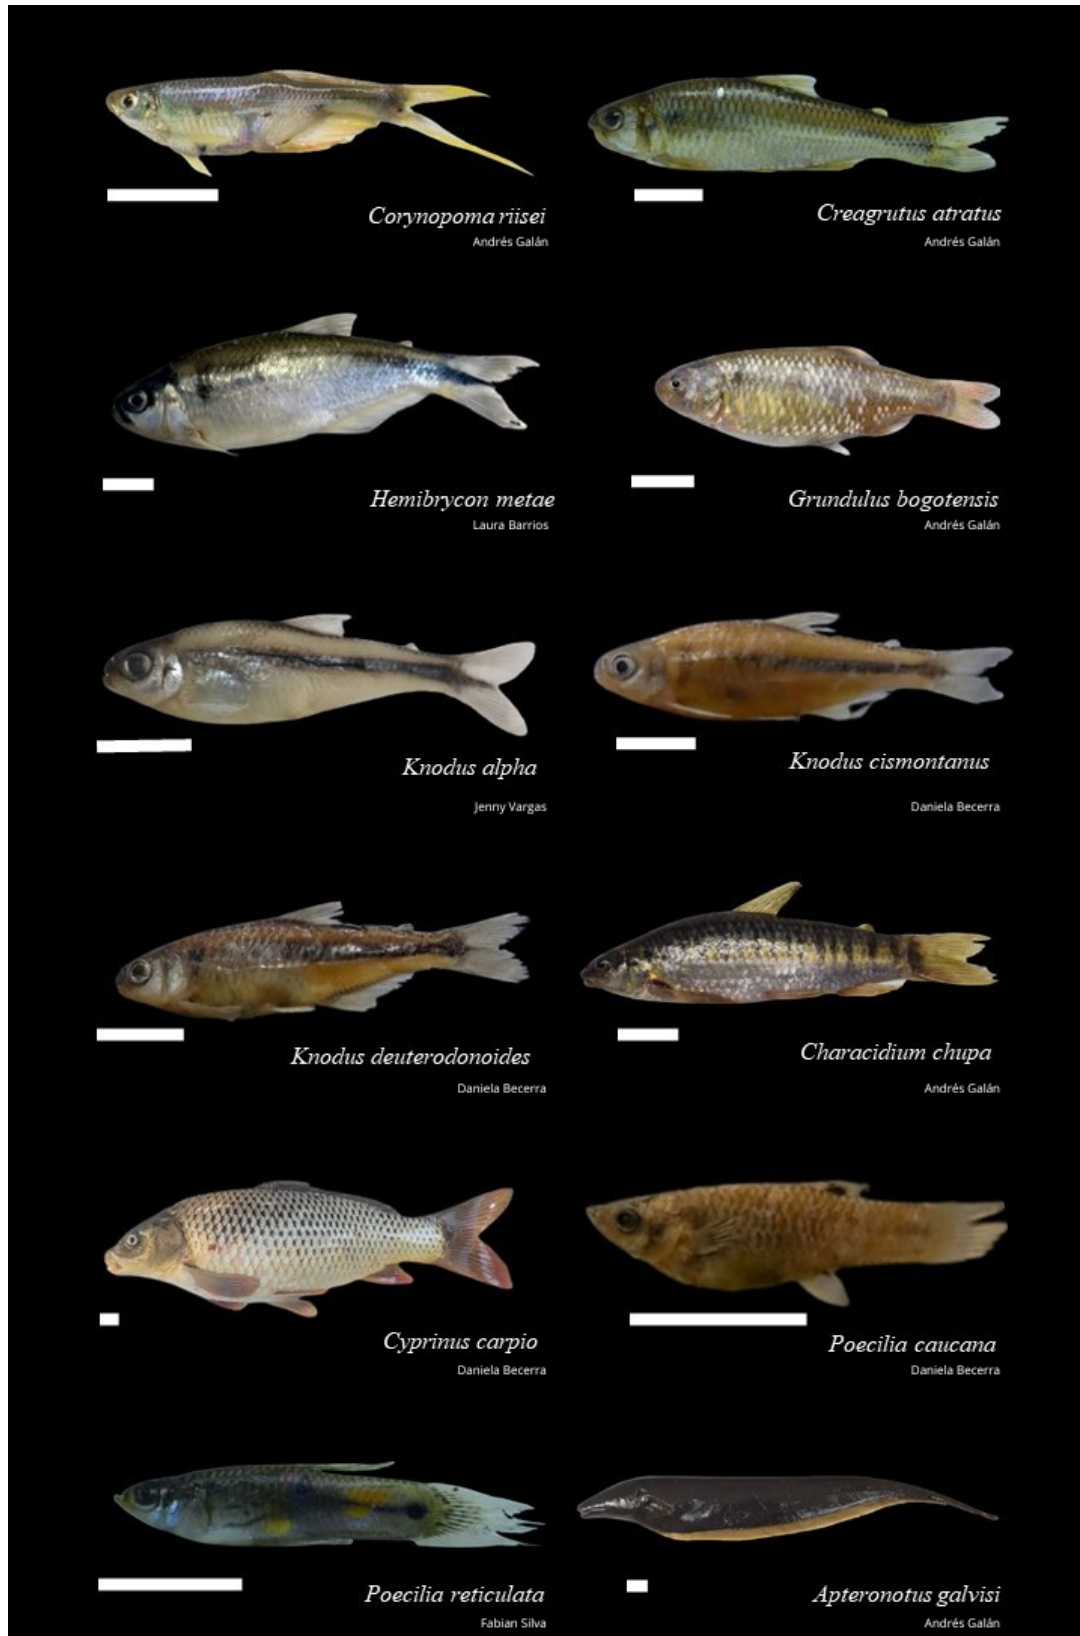 Corynopoma riisei
Andrés Galán
Creagrutus atratus
Andrés Galán
Hemibrycon metae
Laura Barrios
Grundulus bogotensis
Andrés Galán
Knodus alpha
Jenny Vargas
Knodus cismontanus
Daniela Becerra
Knodus deuterodonoides
Daniela Becerra
Characidium chupa
Andrés Galán
Cyprinus carpio
Daniela Becerra
Poecilia caucana
Daniela Becerra
Poecilia reticulata
Fabian Silva
Apteronotus galvisi
Andrés Galán